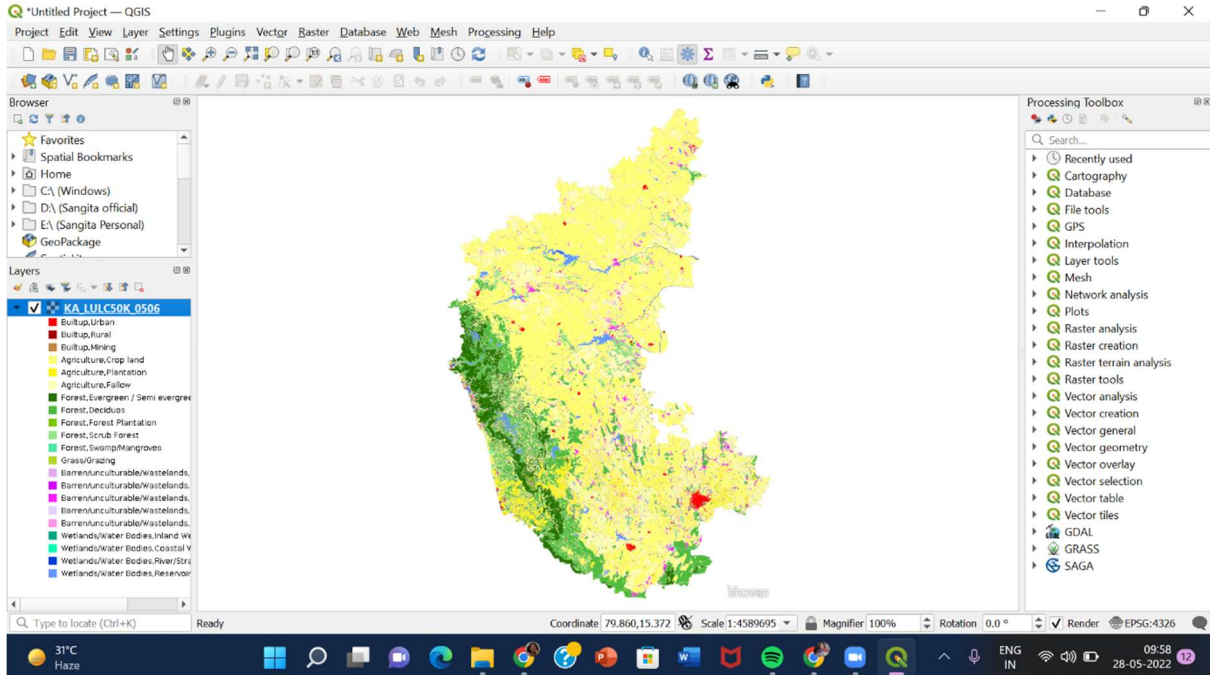 *Untitled Project — QGIS
Project Edit View Layer Settings Plugins Vector Raster Database Web Mesh Processing Help
Browser
Favorites
Spatial Bookmarks
Home
C:\ (Windows)
D:\ (Sangita official)
E:\ (Sangita Personal)
GeoPackage
Layers
KA_LULC50K_0506
Builtup,Urban
Builtup,Rural
Builtup,Mining
Agriculture,Crop land
Agriculture,Plantation
Agriculture,Fallow
Forest,Evergreen / Semi evergree
Forest,Deciduos
Forest,Forest Plantation
Forest,Scrub Forest
Forest,Swamp/Mangroves
Grass/Grazing
Barren/unculturable/Wastelands,
Barren/unculturable/Wastelands,
Barren/unculturable/Wastelands,
Barren/unculturable/Wastelands,
Barren/unculturable/Wastelands,
Wetlands/Water Bodies,Inland We
Wetlands/Water Bodies,Coastal W
Wetlands/Water Bodies,River/Stra
Wetlands/Water Bodies,Reservoir
bhuvan
Processing Toolbox
Search...
Recently used
Cartography
Database
File tools
GPS
Interpolation
Layer tools
Mesh
Network analysis
Plots
Raster analysis
Raster creation
Raster terrain analysis
Raster tools
Vector analysis
Vector creation
Vector general
Vector geometry
Vector overlay
Vector selection
Vector table
Vector tiles
GDAL
GRASS
SAGA
Type to locate (Ctrl+K) Ready Coordinate 79.860,15.372 Scale 1:4589695 Magnifier 100% Rotation 0.0 ° Render EPSG:4326
31°C
Haze
ENG
IN
09:58
28-05-2022
12